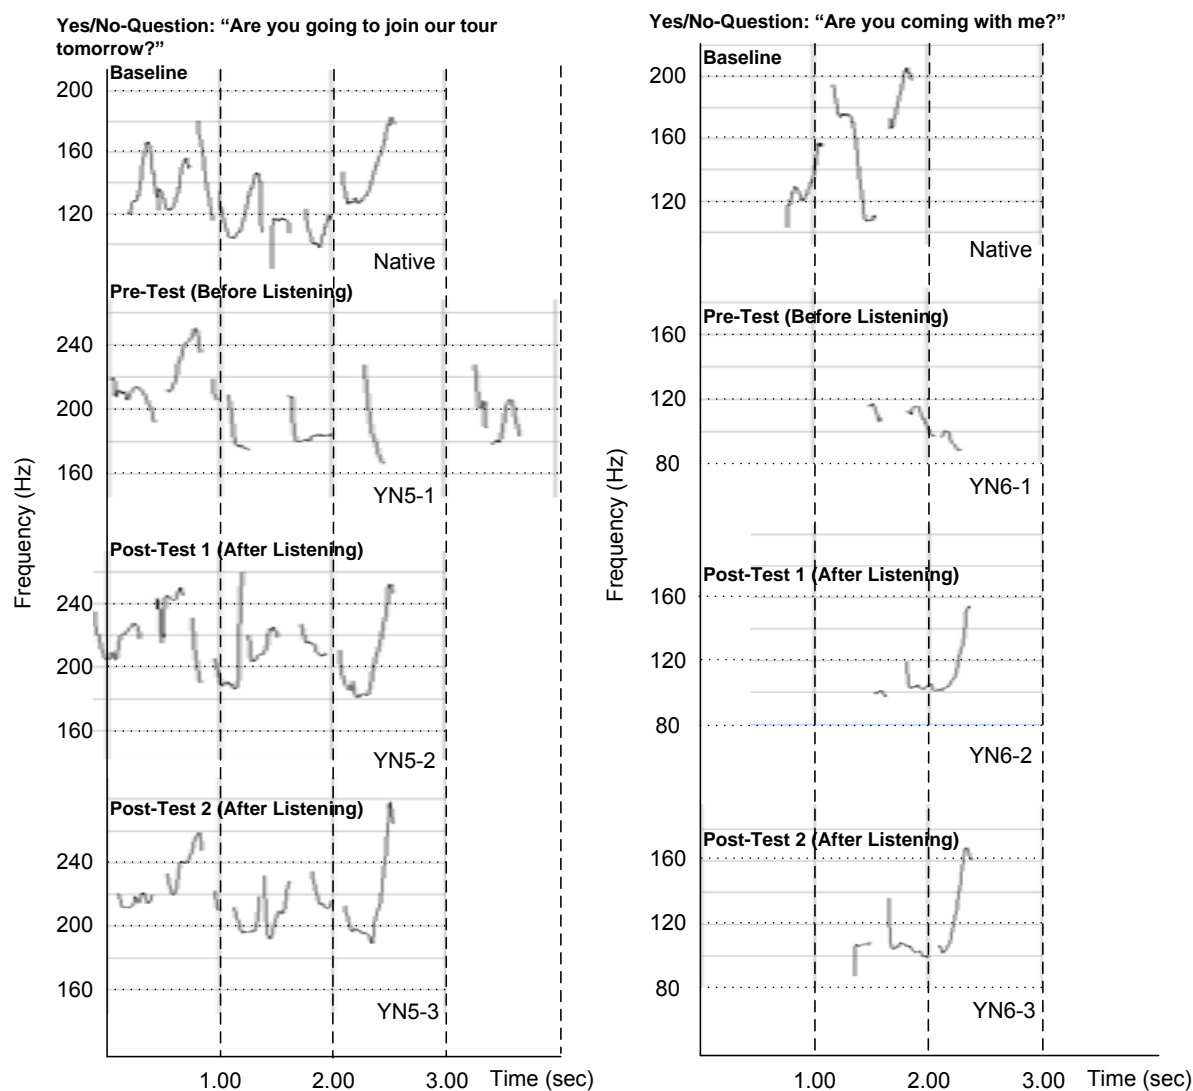 Yes/No-Question: “Are you going to join our tour
tomorrow?”
Baseline
200
160
120
Native
Pre-Test (Before Listening)
240
200
160
YN5-1
Post-Test 1 (After Listening)
240
200
160
YN5-2
Post-Test 2 (After Listening)
240
200
160
YN5-3
Frequency (Hz)
1.00 2.00 3.00 Time (sec)
Yes/No-Question: “Are you coming with me?”
Baseline
200
160
120
Native
Pre-Test (Before Listening)
160
120
80
YN6-1
Post-Test 1 (After Listening)
160
120
80
YN6-2
Post-Test 2 (After Listening)
160
120
80
YN6-3
Frequency (Hz)
1.00 2.00 3.00 Time (sec)